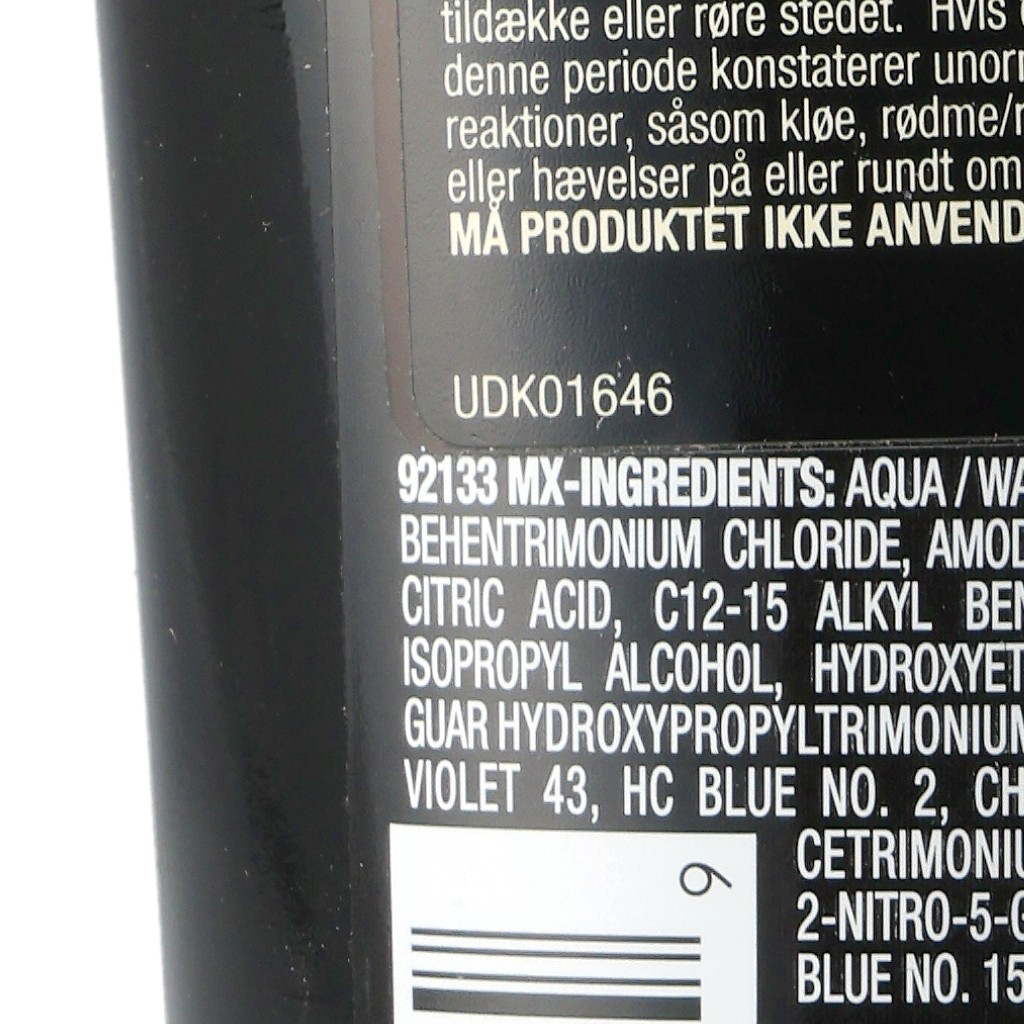 tildække eller røre stedet. Hvis
denne periode konstaterer
reaktioner, såsom kløe, rødme/
eller hævelser på eller rundt om
MÅ PRODUKTET IKKE ANVEND
UDK01646
92133 MX-INGREDIENTS: AQUA / WA
BEHENTRIMONIUM CHLORIDE, AMOD
CITRIC ACID, C12-15 ALKYL BEN
ISOPROPYL ALCOHOL, HYDROXYET
GUAR HYDROXYPROPYLTRIMONIUM
VIOLET 43, HC BLUE NO. 2, CH
CETRIMONIU
2-NITRO-5-G
BLUE NO. 15
9